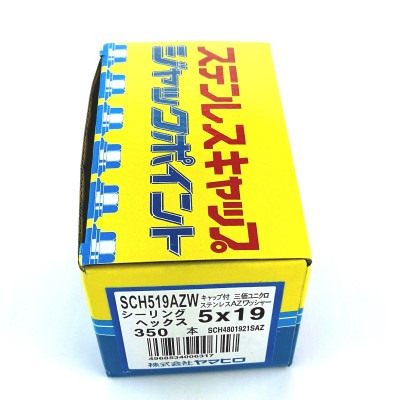 ステンレスキャップ
ジャックポイント
SCH519AZW キャップ付 三価ユニクロ
ステンレスAZワッシャー
シーリング
ヘックス 5x19
350 本 SCH4801921SAZ
株式会社ヤマヒロ
4968534000317